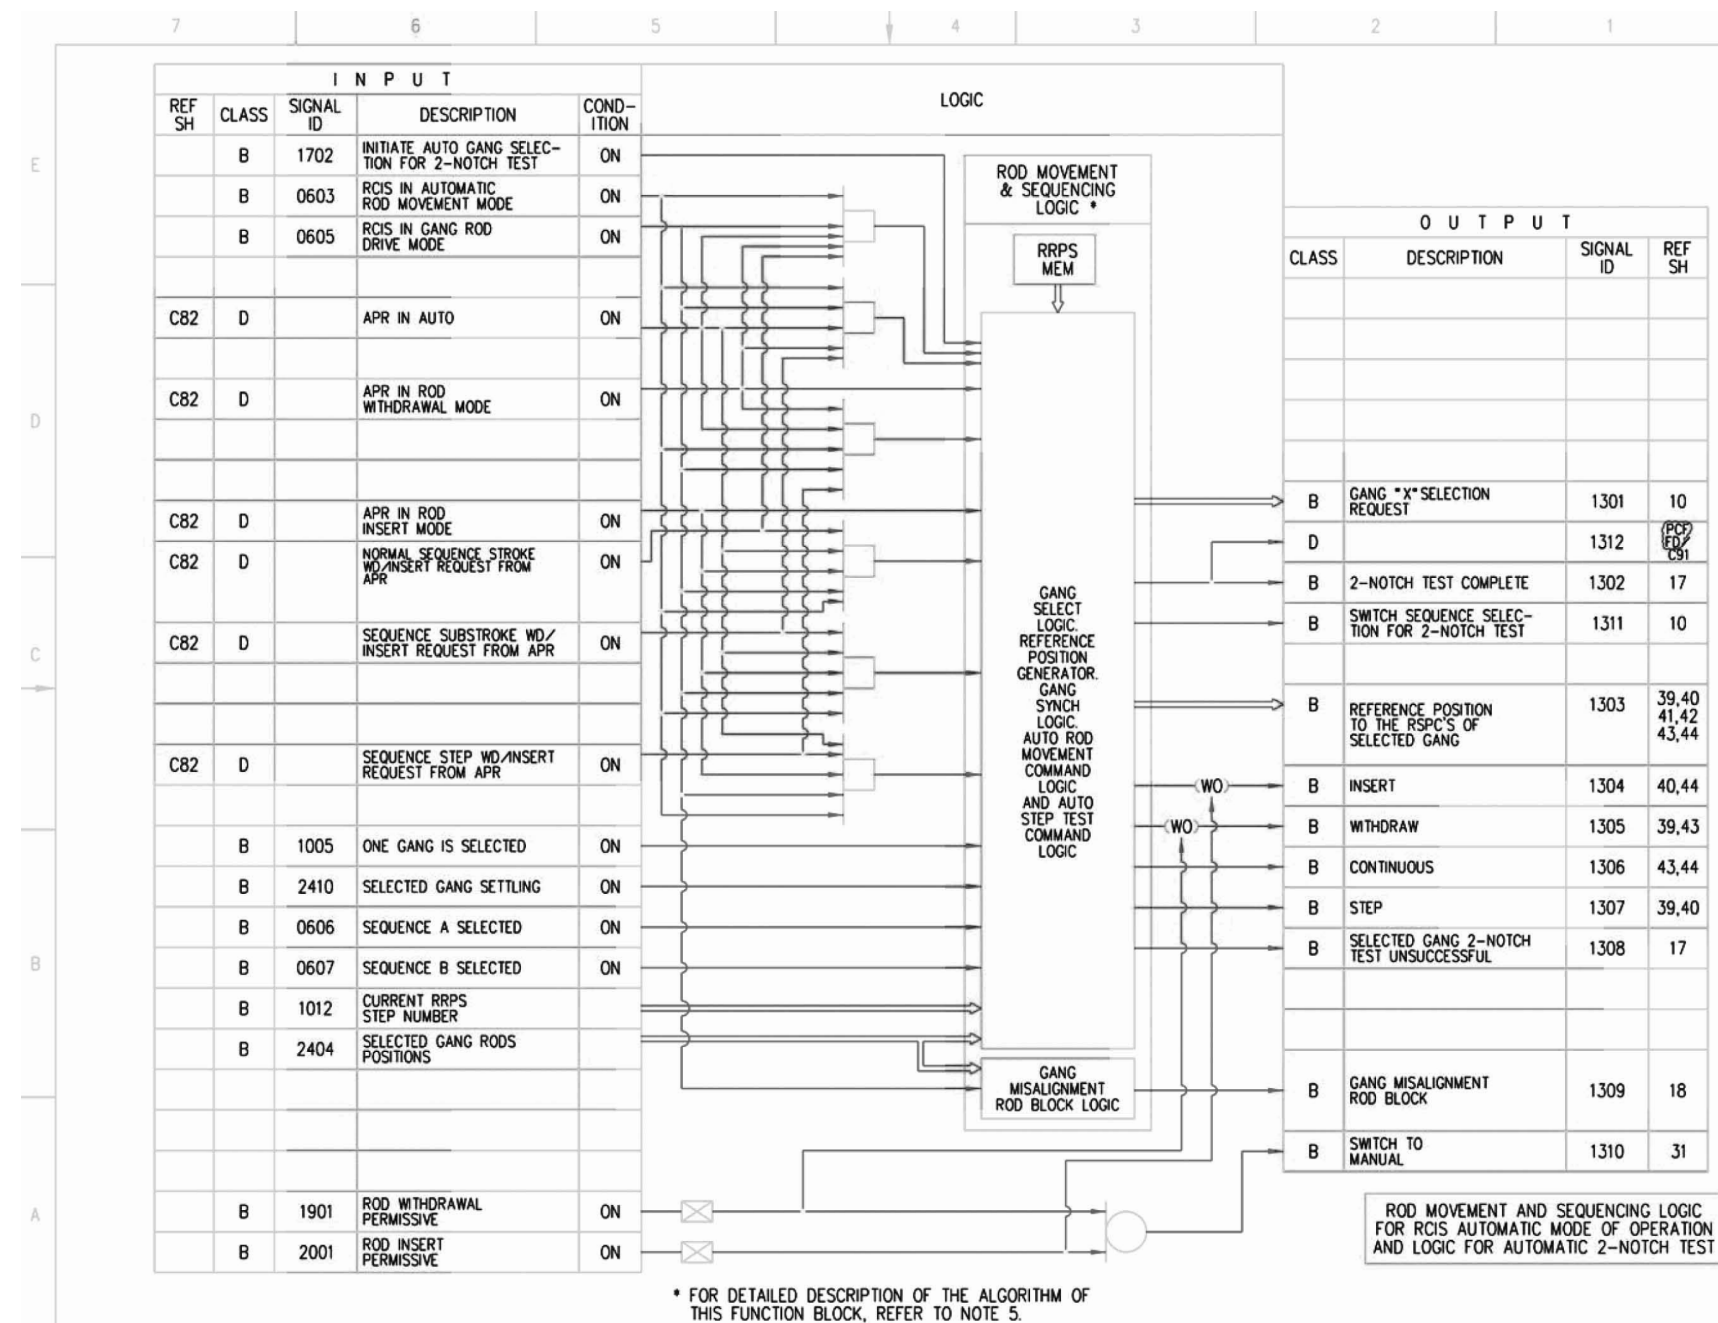 7 6 5 4 3 2 1
E
D
C
B
A
I N P U T
REF SH
CLASS
SIGNAL ID
DESCRIPTION
COND-
ITION
B 1702 INITIATE AUTO GANG SELEC-
TION FOR 2-NOTCH TEST ON
B 0603 RCIS IN AUTOMATIC
ROD MOVEMENT MODE ON
B 0605 RCIS IN GANG ROD
DRIVE MODE ON
C82 D APR IN AUTO ON
C82 D APR IN ROD
WITHDRAWAL MODE ON
C82 D APR IN ROD
INSERT MODE ON
C82 D NORMAL SEQUENCE STROKE
WD/INSERT REQUEST FROM
APR ON
C82 D SEQUENCE SUBSTROKE WD/
INSERT REQUEST FROM APR ON
C82 D SEQUENCE STEP WD/INSERT
REQUEST FROM APR ON
B 1005 ONE GANG IS SELECTED ON
B 2410 SELECTED GANG SETTLING ON
B 0606 SEQUENCE A SELECTED ON
B 0607 SEQUENCE B SELECTED ON
B 1012 CURRENT RRPS
STEP NUMBER
B 2404 SELECTED GANG RODS
POSITIONS
B 1901 ROD WITHDRAWAL
PERMISSIVE ON
B 2001 ROD INSERT
PERMISSIVE ON
LOGIC
ROD MOVEMENT
& SEQUENCING
LOGIC *
RRPS
MEM
GANG
SELECT
LOGIC.
REFERENCE
POSITION
GENERATOR.
GANG
SYNCH
LOGIC.
AUTO ROD
MOVEMENT
COMMAND
LOGIC
AND AUTO
STEP TEST
COMMAND
LOGIC
GANG
MISALIGNMENT
ROD BLOCK LOGIC
(WO)
(WO)
O U T P U T
CLASS
DESCRIPTION
SIGNAL ID
REF SH
B GANG "X" SELECTION
REQUEST 1301 10
D 1312 (PCF/
FD/
C91
B 2-NOTCH TEST COMPLETE 1302 17
B SWITCH SEQUENCE SELEC-
TION FOR 2-NOTCH TEST 1311 10
B REFERENCE POSITION
TO THE RSPC'S OF
SELECTED GANG 1303 39,40
41,42
43,44
B INSERT 1304 40,44
B WITHDRAW 1305 39,43
B CONTINUOUS 1306 43,44
B STEP 1307 39,40
B SELECTED GANG 2-NOTCH
TEST UNSUCCESSFUL 1308 17
B GANG MISALIGNMENT
ROD BLOCK 1309 18
B SWITCH TO
MANUAL 1310 31
ROD MOVEMENT AND SEQUENCING LOGIC
FOR RCIS AUTOMATIC MODE OF OPERATION
AND LOGIC FOR AUTOMATIC 2-NOTCH TEST
* FOR DETAILED DESCRIPTION OF THE ALGORITHM OF
THIS FUNCTION BLOCK, REFER TO NOTE 5.